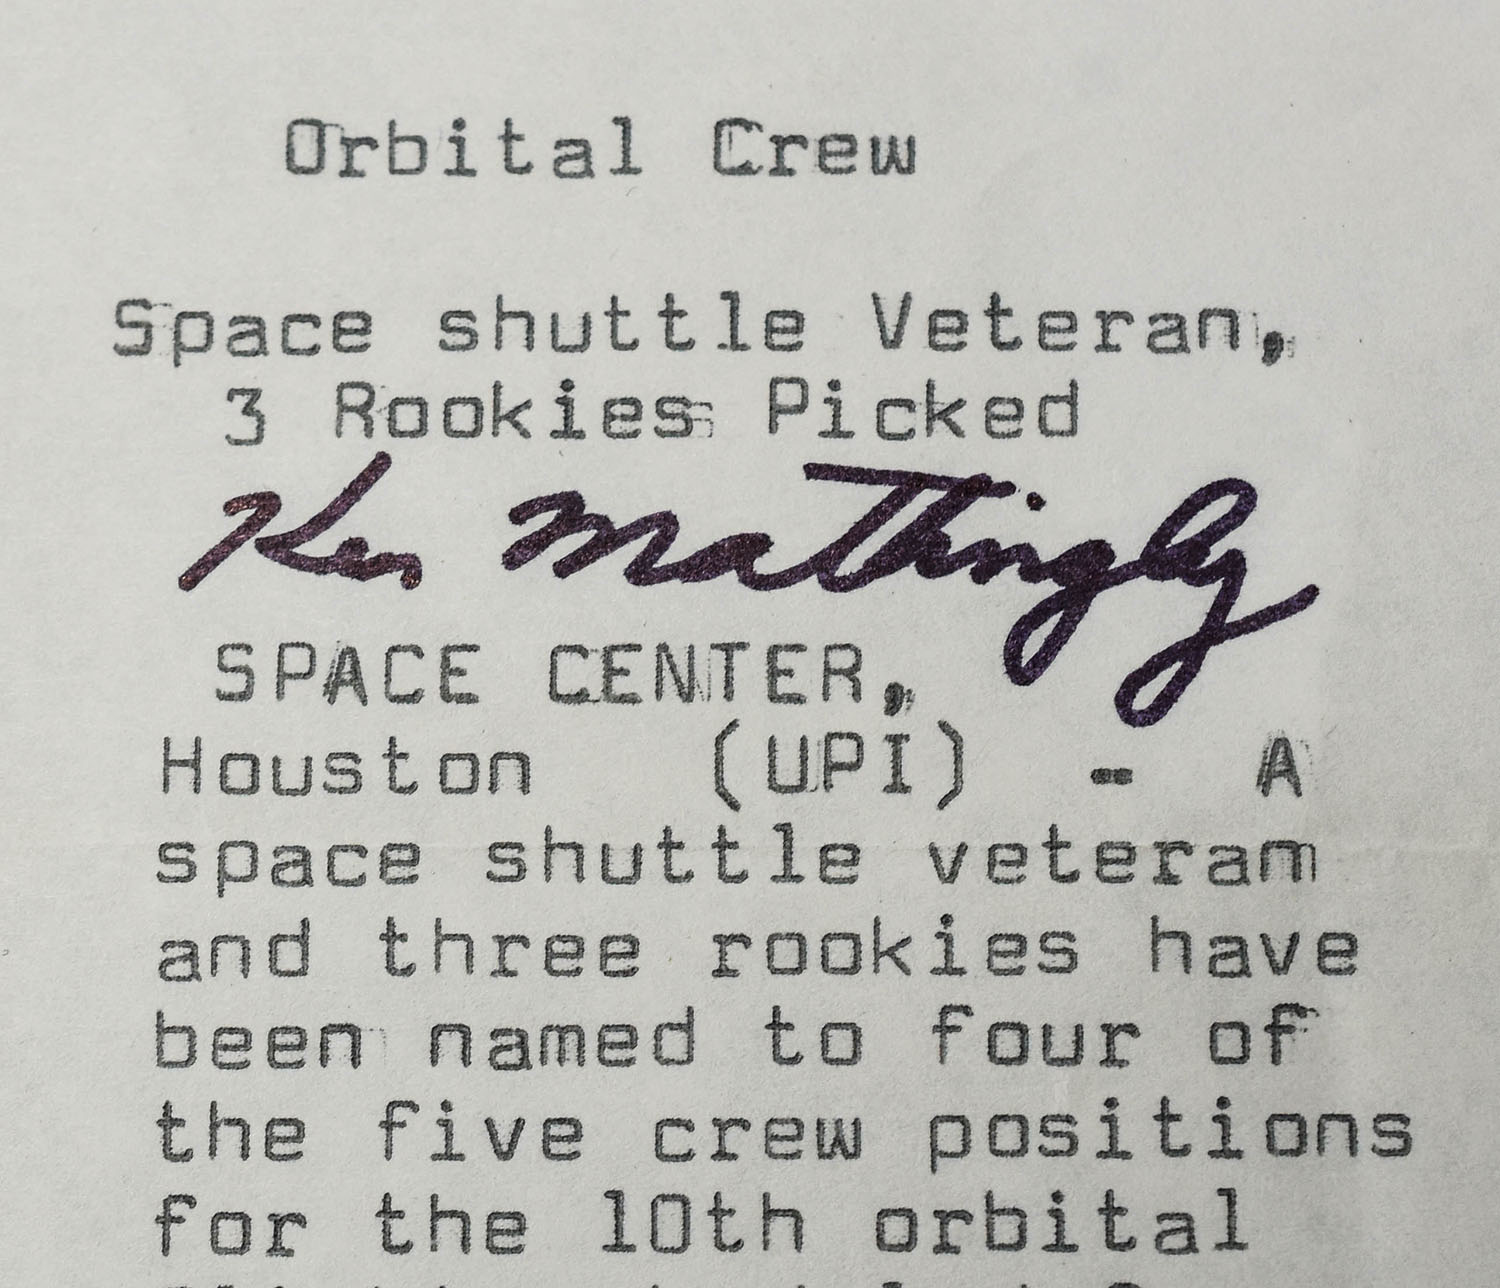 Orbital Crew
Space shuttle Veteran,
3 Rookies Picked
Ken Mattingly
SPACE CENTER,
Houston (UPI) - A
space shuttle veteram
and three rookies have
been named to four of
the five crew positions
for the 10th orbital